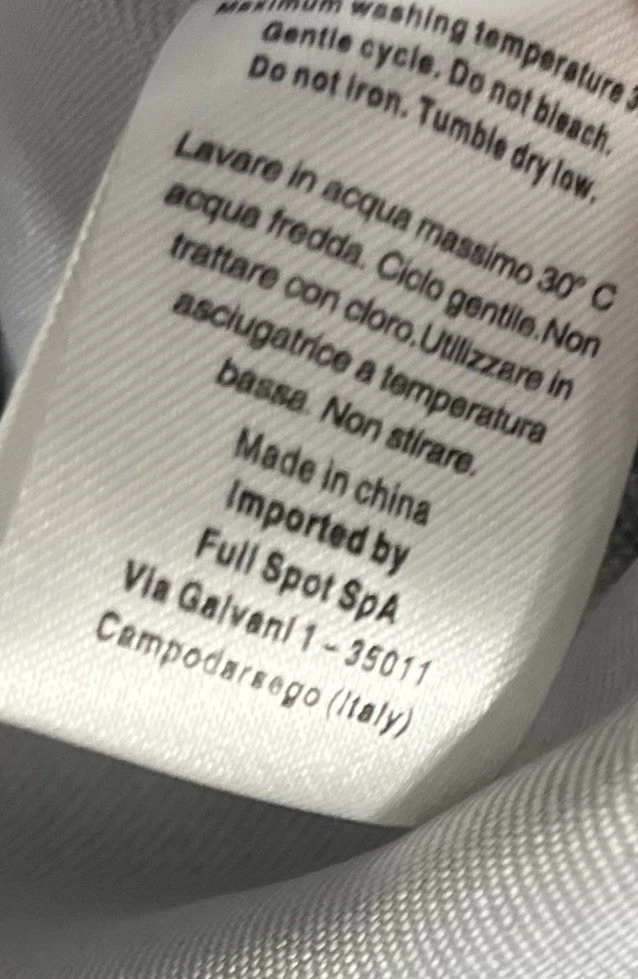 Maximum washing temperature 3
Gentle cycle. Do not bleach.
Do not iron. Tumble dry low.
Lavare in acqua massimo 30° C
acqua fredda. Ciclo gentile.Non
trattare con cloro.Utilizzare in
asciugatrice a temperatura
bassa. Non stirare.
Made in china
Imported by
Full Spot SpA
Via Galvani 1 – 35011
Campodarsego (Italy)